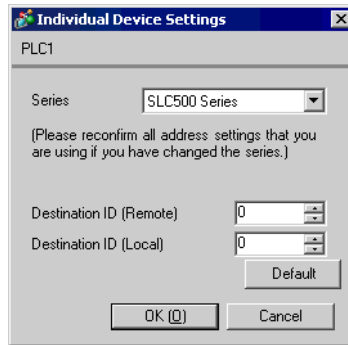 Individual Device Settings
PLC1
Series
SLC500 Series
(Please reconfirm all address settings that you
are using if you have changed the series.)
Destination ID (Remote)
0
Destination ID (Local)
0
Default
OK (O)
Cancel